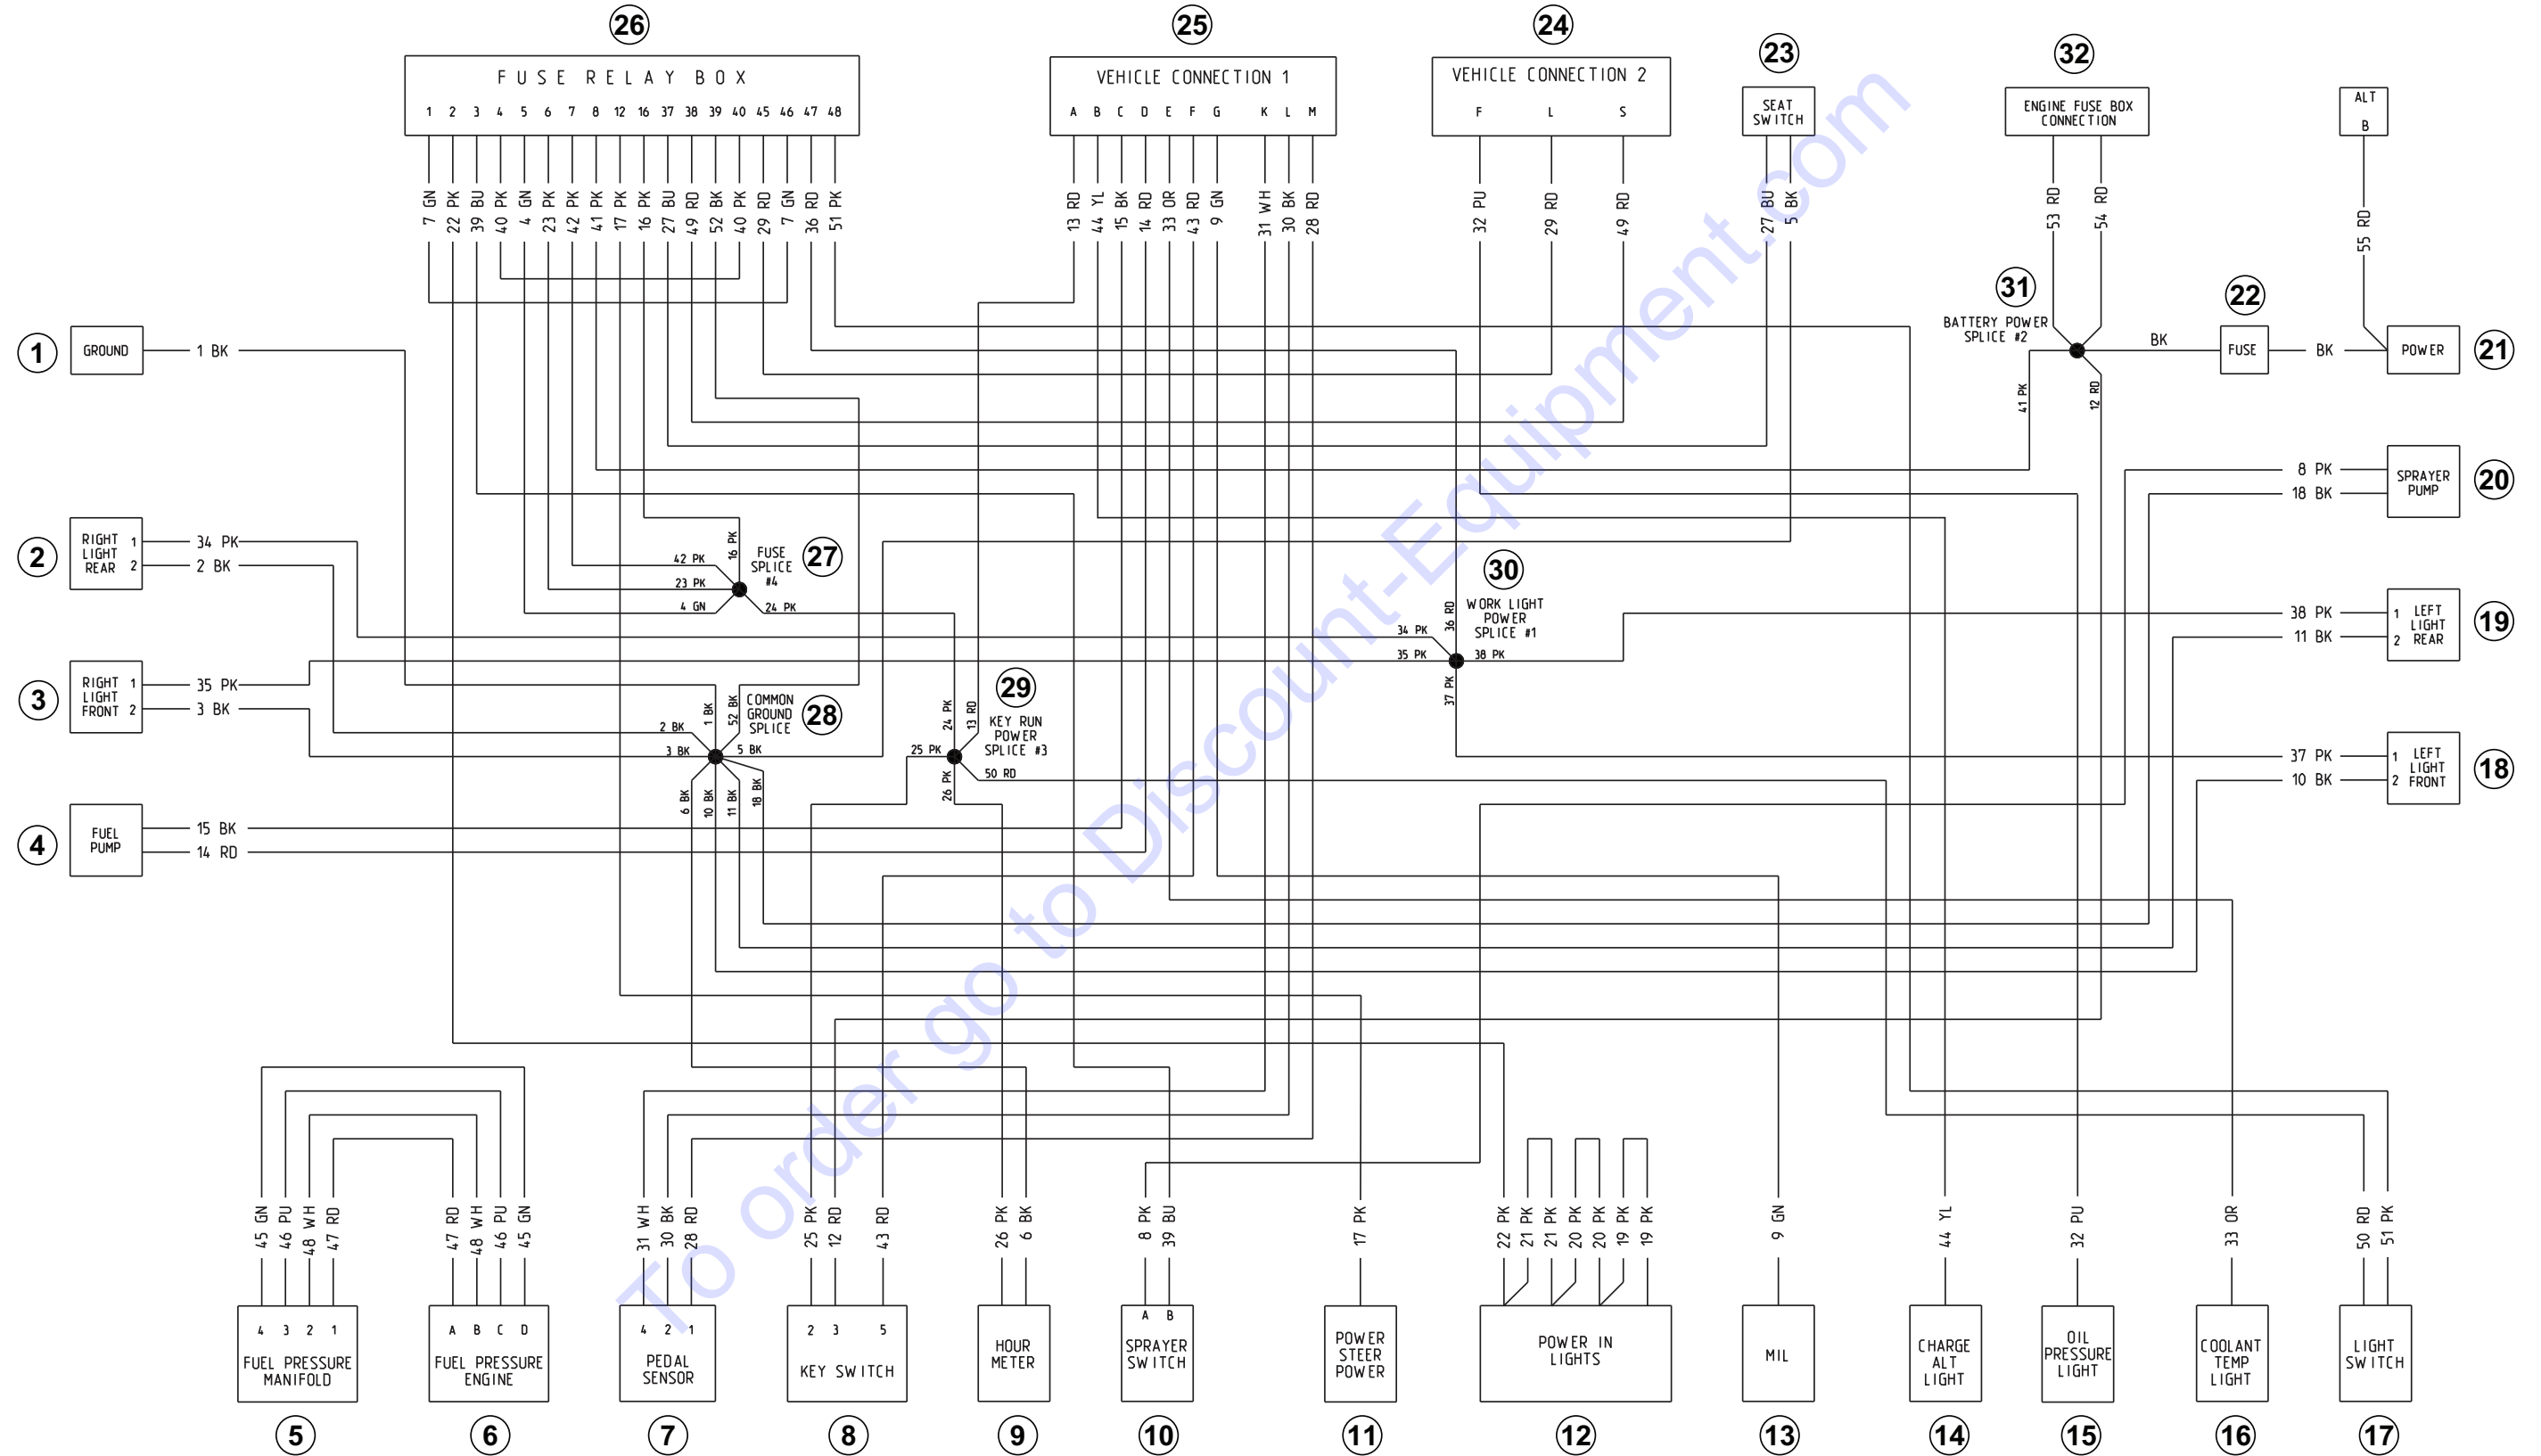 26
25
24
23
32
FUSE RELAY BOX
1 2 3 4 5 6 7 8 12 16 37 38 39 40 45 46 47 48
VEHICLE CONNECTION 1
A B C D E F G K L M
VEHICLE CONNECTION 2
F L S
SEAT
SWITCH
ENGINE FUSE BOX
CONNECTION
ALT
B
7 GN
22 PK
39 BU
40 PK
4 GN
23 PK
42 PK
41 PK
17 PK
16 PK
27 BU
49 RD
52 BK
40 PK
29 RD
7 GN
36 RD
51 PK
13 RD
44 YL
15 BK
14 RD
33 OR
43 RD
9 GN
31 WH
30 BK
28 RD
32 PU
29 RD
49 RD
27 BU
5 BK
53 RD
54 RD
55 RD
31
BATTERY POWER
SPLICE #2
41 PK
12 RD
BK
22
FUSE
BK
POWER
21
1
GROUND
1 BK
8 PK
18 BK
SPRAYER
PUMP
20
2
RIGHT 1
LIGHT
REAR 2
34 PK
2 BK
42 PK
23 PK
4 GN
16 PK
24 PK
FUSE
SPLICE
#4
27
30
WORK LIGHT
POWER
SPLICE #1
36 RD
34 PK
35 PK
38 PK
37 PK
38 PK
11 BK
1 LEFT
LIGHT
2 REAR
19
3
RIGHT 1
LIGHT
FRONT 2
35 PK
3 BK
2 BK
3 BK
1 BK
52 BK
5 BK
6 BK
10 BK
11 BK
18 BK
COMMON
GROUND
SPLICE
28
29
KEY RUN
POWER
SPLICE #3
24 PK
13 RD
25 PK
26 PK
50 RD
37 PK
10 BK
1 LEFT
LIGHT
2 FRONT
18
4
FUEL
PUMP
15 BK
14 RD
45 GN
46 PU
48 WH
47 RD
47 RD
48 WH
46 PU
45 GN
31 WH
30 BK
28 RD
25 PK
12 RD
43 RD
26 PK
6 BK
8 PK
39 BU
17 PK
22 PK
21 PK
21 PK
20 PK
20 PK
19 PK
19 PK
9 GN
44 YL
32 PU
33 OR
50 RD
51 PK
4 3 2 1
FUEL PRESSURE
MANIFOLD
A B C D
FUEL PRESSURE
ENGINE
4 2 1
PEDAL
SENSOR
2 3 5
KEY SWITCH
HOUR
METER
A B
SPRAYER
SWITCH
POWER
STEER
POWER
POWER IN
LIGHTS
MIL
CHARGE
ALT
LIGHT
OIL
PRESSURE
LIGHT
COOLANT
TEMP
LIGHT
LIGHT
SWITCH
5
6
7
8
9
10
11
12
13
14
15
16
17
To order go to Discount-Equipment.com